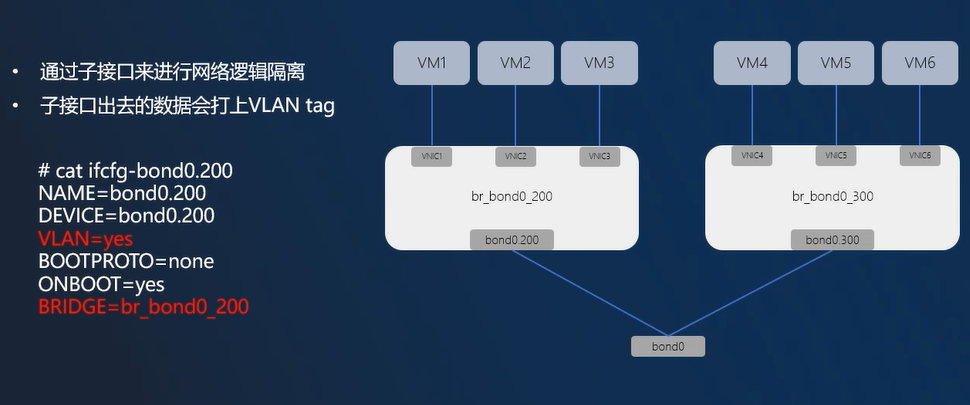 • 通过子接口来进行网络逻辑隔离
• 子接口出去的数据会打上VLAN tag
# cat ifcfg-bond0.200
NAME=bond0.200
DEVICE=bond0.200
VLAN=yes
BOOTPROTO=none
ONBOOT=yes
BRIDGE=br_bond0_200
VM1
VM2
VM3
VM4
VM5
VM6
VNIC1
VNIC2
VNIC3
VNIC4
VNIC5
VNIC6
br_bond0_200
br_bond0_300
bond0.200
bond0.300
bond0